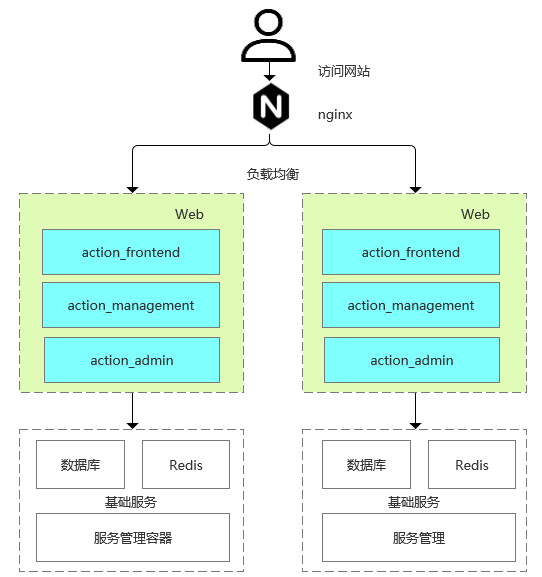 访问网站
N
nginx
负载均衡
Web
action_frontend
action_management
action_admin
Web
action_frontend
action_management
action_admin
数据库
Redis
基础服务
服务管理容器
数据库
Redis
基础服务
服务管理